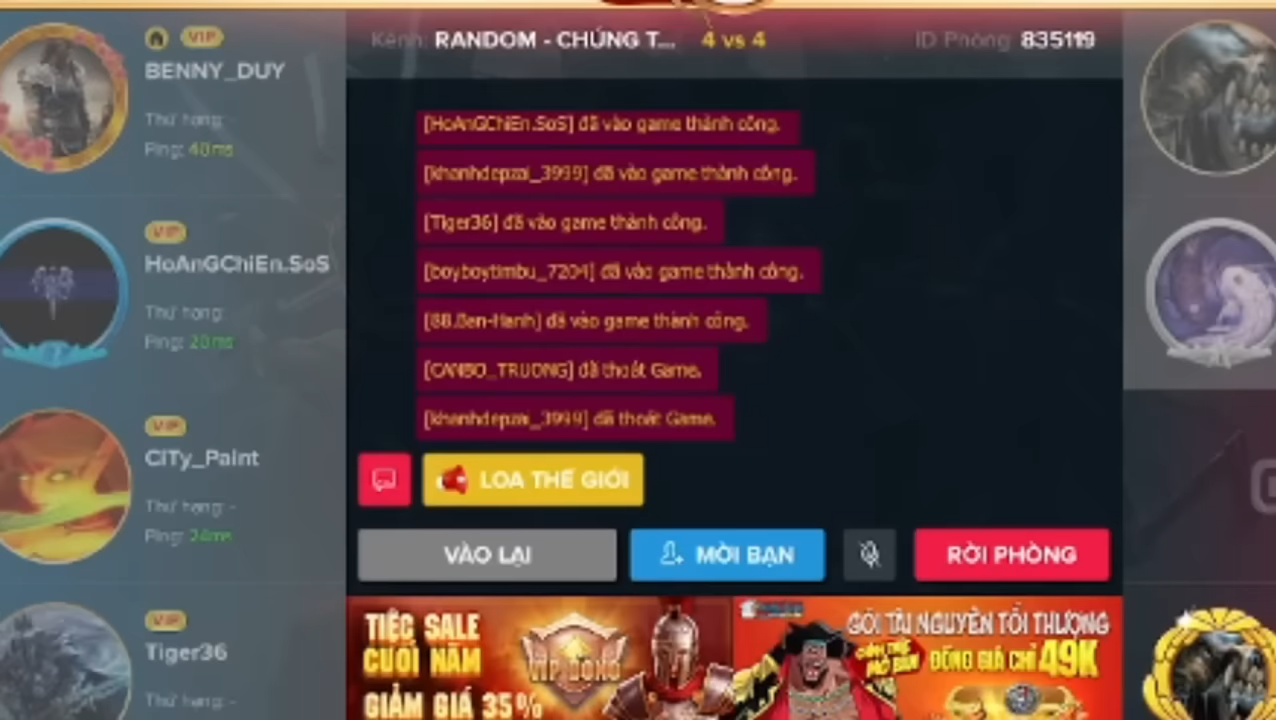 VIP
BENNY_DUY
Thứ hạng: -
Ping: 40ms
VIP
HoAnGChiEn.SoS
Thứ hạng:
Ping: 20ms
VIP
CiTy_Paint
Thứ hạng: -
Ping: 24ms
VIP
Tiger36
Thứ hạng: -
Kênh: RANDOM - CHỦNG T... 4 vs 4 ID Phòng: 835119
[HoAnGChiEn.SoS] đã vào game thành công.
[khanhdepzai_3999] đã vào game thành công.
[Tiger36] đã vào game thành công.
[boyboytimbu_7204] đã vào game thành công.
[88.Ben-Hanh] đã vào game thành công.
[CANBO_TRUONG] đã thoát Game.
[khanhdepzai_3999] đã thoát Game.
LOA THẾ GIỚI
VÀO LẠI MỜI BẠN RỜI PHÒNG
TIỆC SALE
CUỐI NĂM
GIẢM GIÁ 35%
VIP ĐỒNG
GÓI TÀI NGUYÊN TỐI THƯỢNG
ĐỒNG GIÁ CHỈ 49K